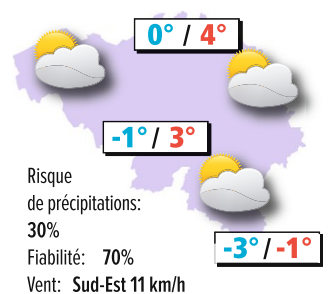 0° / 4°
-1° / 3°
-3° / -1°
Risque
de précipitations:
30%
Fiabilité: 70%
Vent: Sud-Est 11 km/h